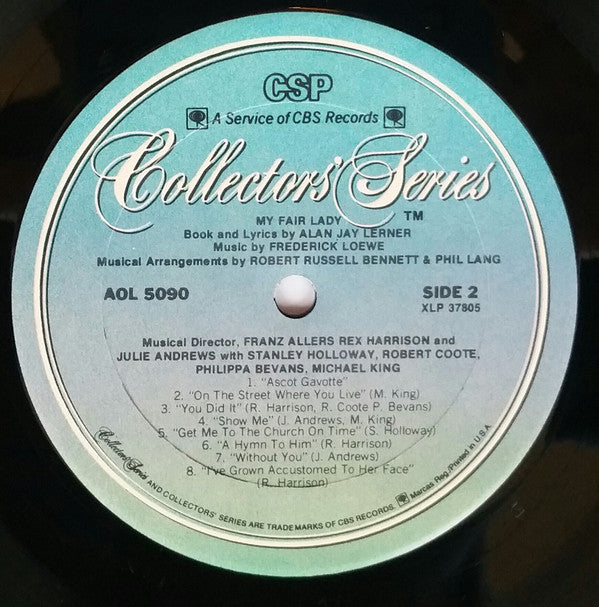 CSP
A Service of CBS Records
Collectors' Series
TM
MY FAIR LADY
Book and Lyrics by ALAN JAY LERNER
Music by FREDERICK LOEWE
Musical Arrangements by ROBERT RUSSELL BENNETT & PHIL LANG
AOL 5090
SIDE 2
XLP 37805
Musical Director, FRANZ ALLERS REX HARRISON and
JULIE ANDREWS with STANLEY HOLLOWAY, ROBERT COOTE,
PHILIPPA BEVANS, MICHAEL KING
1. "Ascot Gavotte"
2. "On The Street Where You Live" (M. King)
3. "You Did It" (R. Harrison, R. Coote P. Bevans)
4. "Show Me" (J. Andrews, M. King)
5. "Get Me To The Church On Time" (S. Holloway)
6. "A Hymn To Him" (R. Harrison)
7. "Without You" (J. Andrews)
8. "I've Grown Accustomed To Her Face"
(R. Harrison)
Collectors' Series AND COLLECTORS' SERIES ARE TRADEMARKS OF CBS RECORDS. Marcas Reg./Printed in U.S.A.